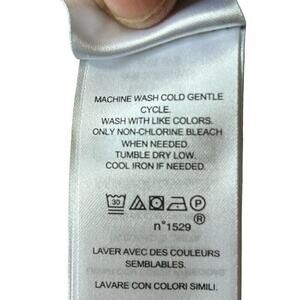 MACHINE WASH COLD GENTLE
CYCLE.
WASH WITH LIKE COLORS.
ONLY NON-CHLORINE BLEACH
WHEN NEEDED.
TUMBLE DRY LOW.
COOL IRON IF NEEDED.
30 P
®
n°1529
LAVER AVEC DES COULEURS
SEMBLABLES.
LAVARE CON COLORI SIMILI.